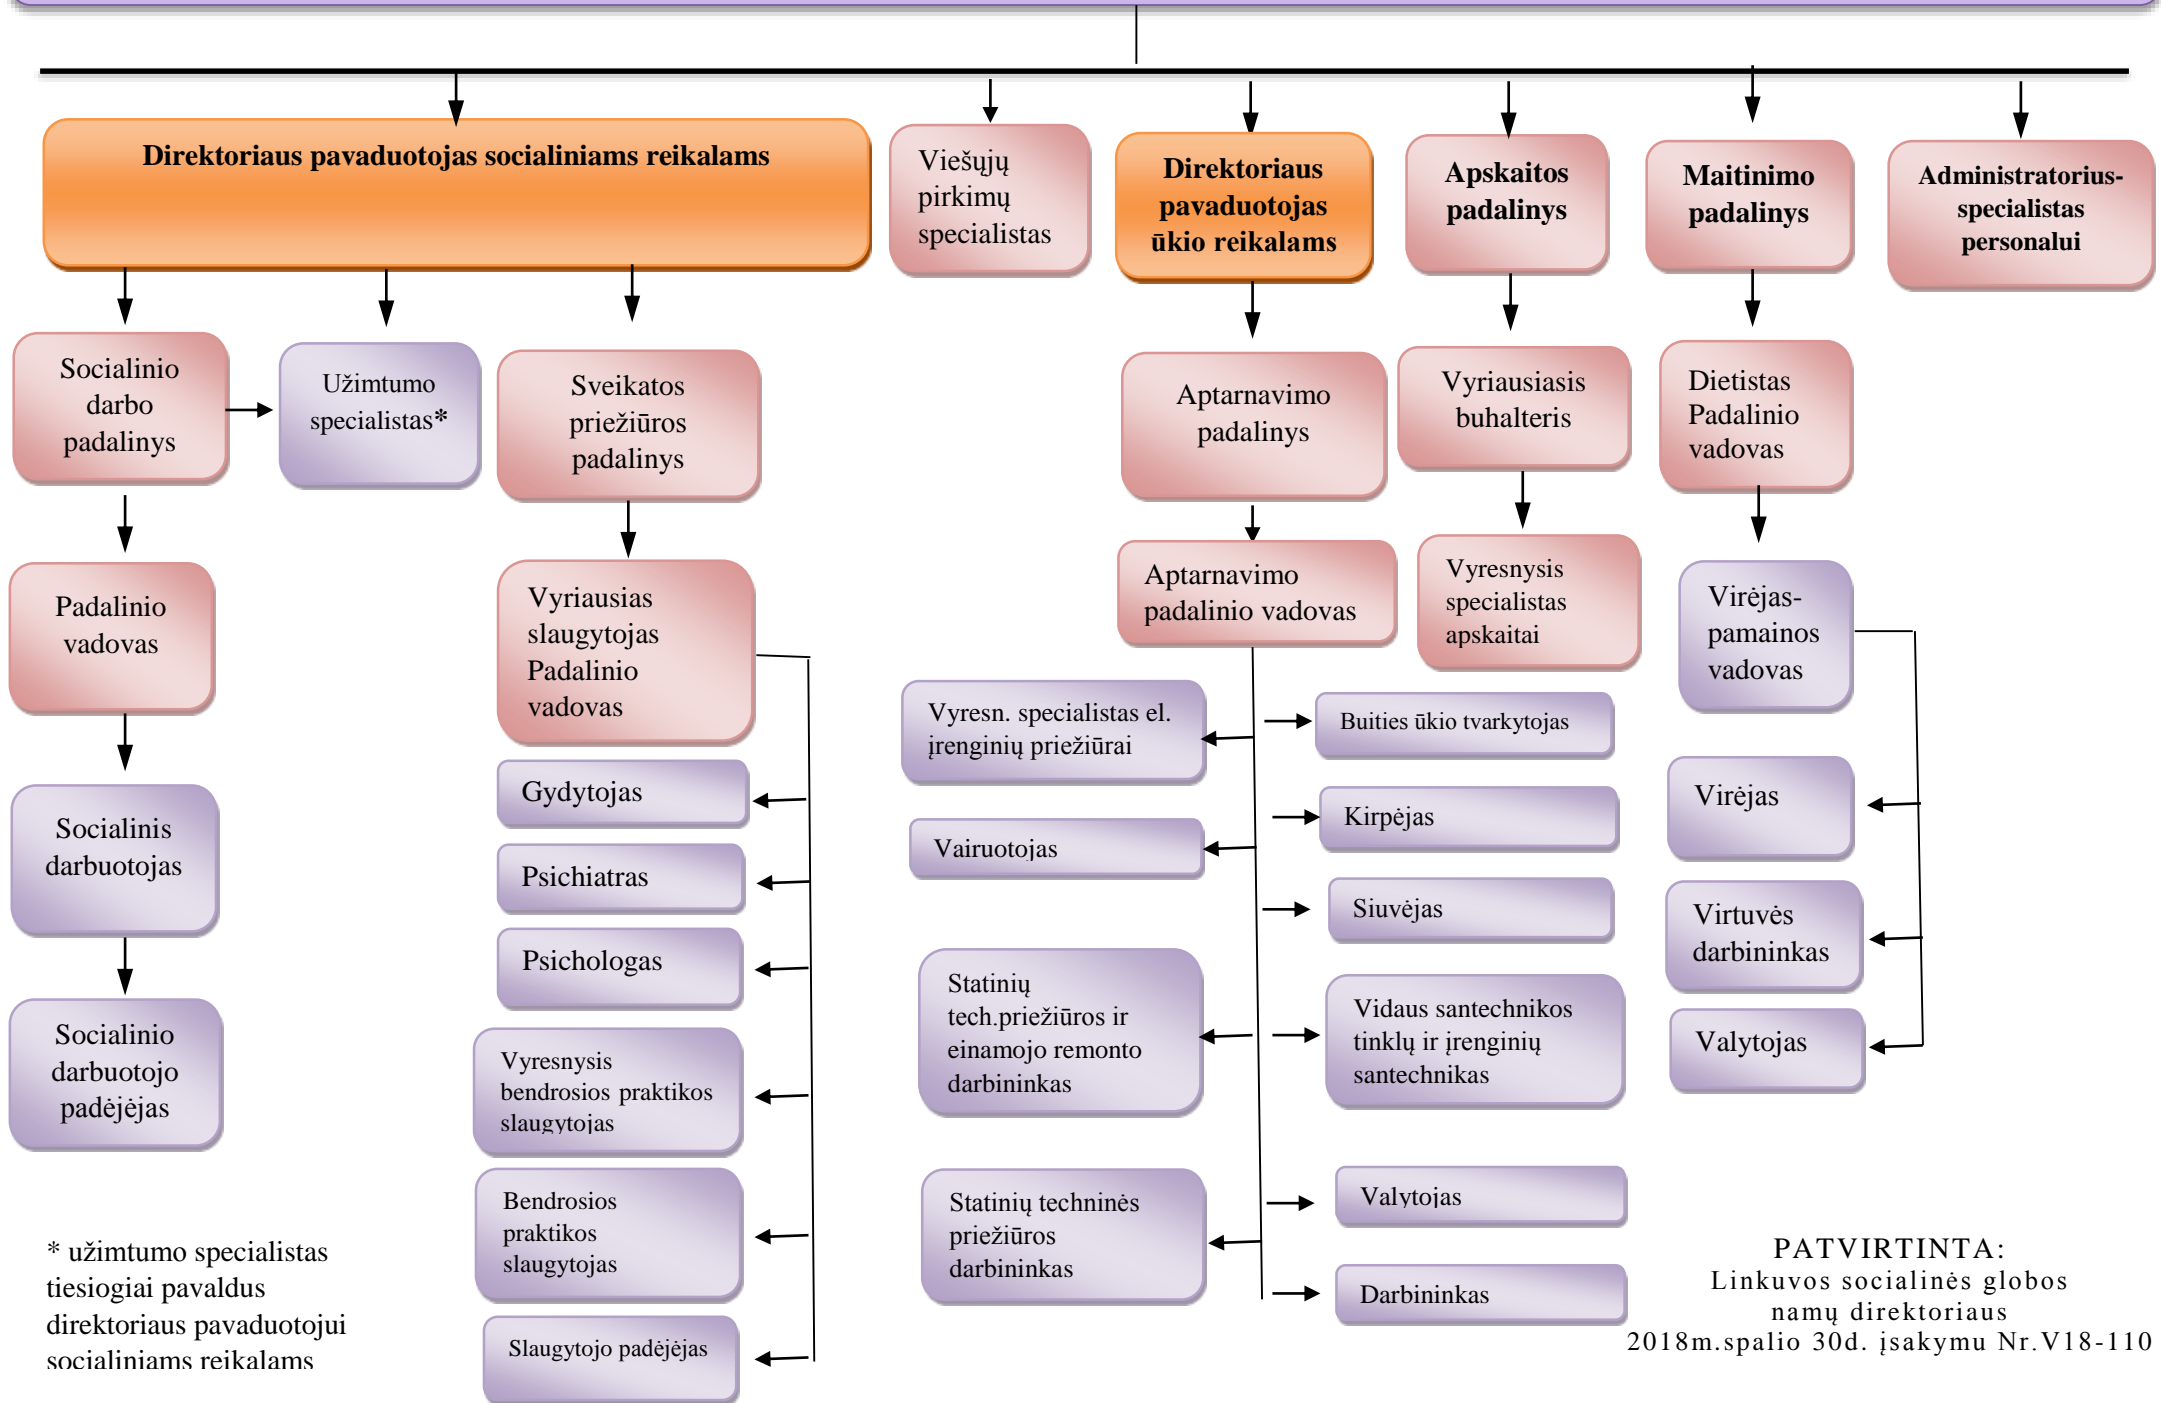 Direktoriaus pavaduotojas socialiniams reikalams
Viešųjų
pirkimų
specialistas
Direktoriaus
pavaduotojas
ūkio reikalams
Apskaitos
padalinys
Maitinimo
padalinys
Administratorius-
specialistas
personalui
Socialinio
darbo
padalinys
Užimtumo
specialistas*
Sveikatos
priežiūros
padalinys
Aptarnavimo
padalinys
Vyriausiasis
buhalteris
Dietistas
Padalinio
vadovas
Padalinio
vadovas
Vyriausias
slaugytojas
Padalinio
vadovas
Aptarnavimo
padalinio vadovas
Vyresnysis
specialistas
apskaitai
Virėjas-
pamainos
vadovas
Socialinis
darbuotojas
Socialinio
darbuotojo
padėjėjas
Gydytojas
Psichiatras
Psichologas
Vyresnysis
bendrosios praktikos
slaugytojas
Bendrosios
praktikos
slaugytojas
Slaugytojo padėjėjas
Vyresn. specialistas el.
įrenginių priežiūrai
Vairuotojas
Statinių
tech.priežiūros ir
einamojo remonto
darbininkas
Statinių techninės
priežiūros
darbininkas
Buities ūkio tvarkytojas
Kirpėjas
Siuvėjas
Vidaus santechnikos
tinklų ir įrenginių
santechnikas
Valytojas
Darbininkas
Virėjas
Virtuvės
darbininkas
Valytojas
* užimtumo specialistas
tiesiogiai pavaldus
direktoriaus pavaduotojui
socialiniams reikalams
PATVIRTINTA:
Linkuvos socialinės globos
namų direktoriaus
2018m.spalio 30d. įsakymu Nr.V18-110